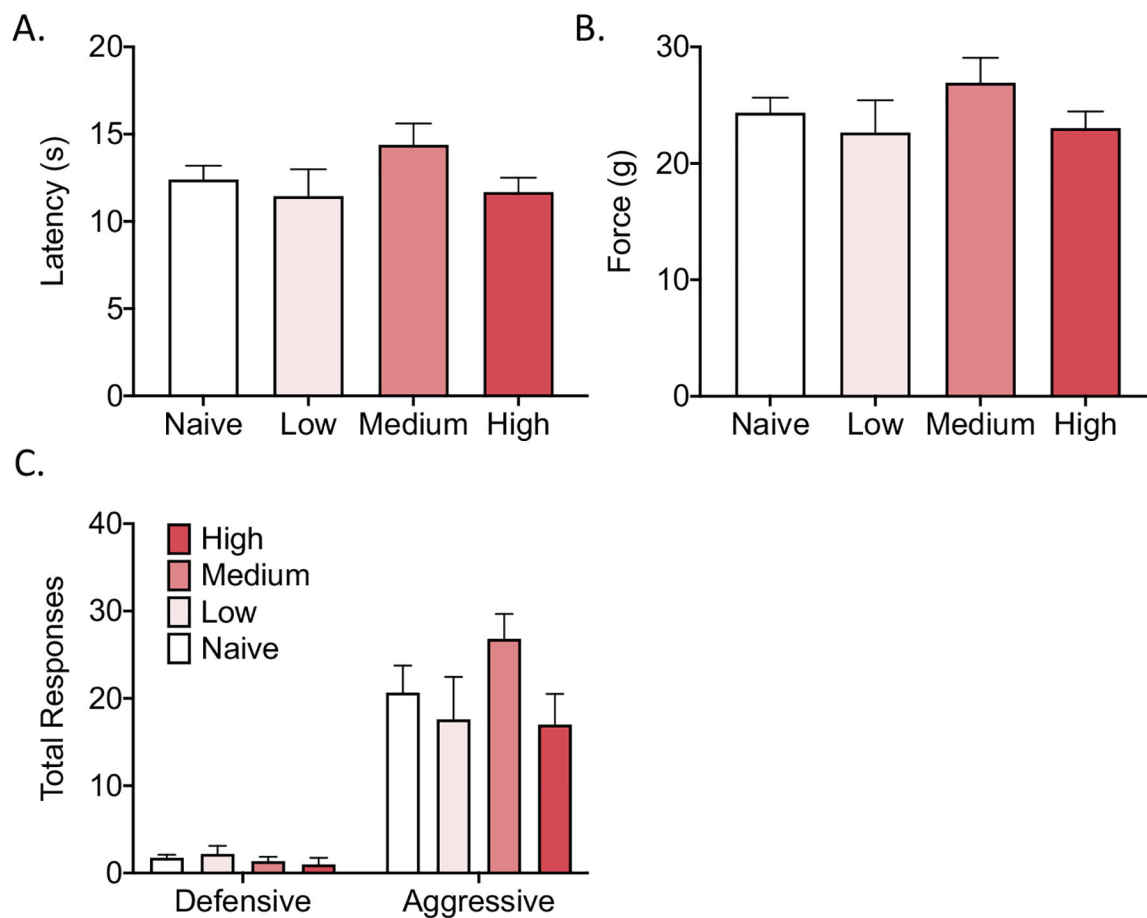 A.
20
15
10
5
0
Latency (s)
Naive Low Medium High
B.
30
20
10
0
Force (g)
Naive Low Medium High
C.
40
30
20
10
0
Total Responses
High
Medium
Low
Naive
Defensive Aggressive